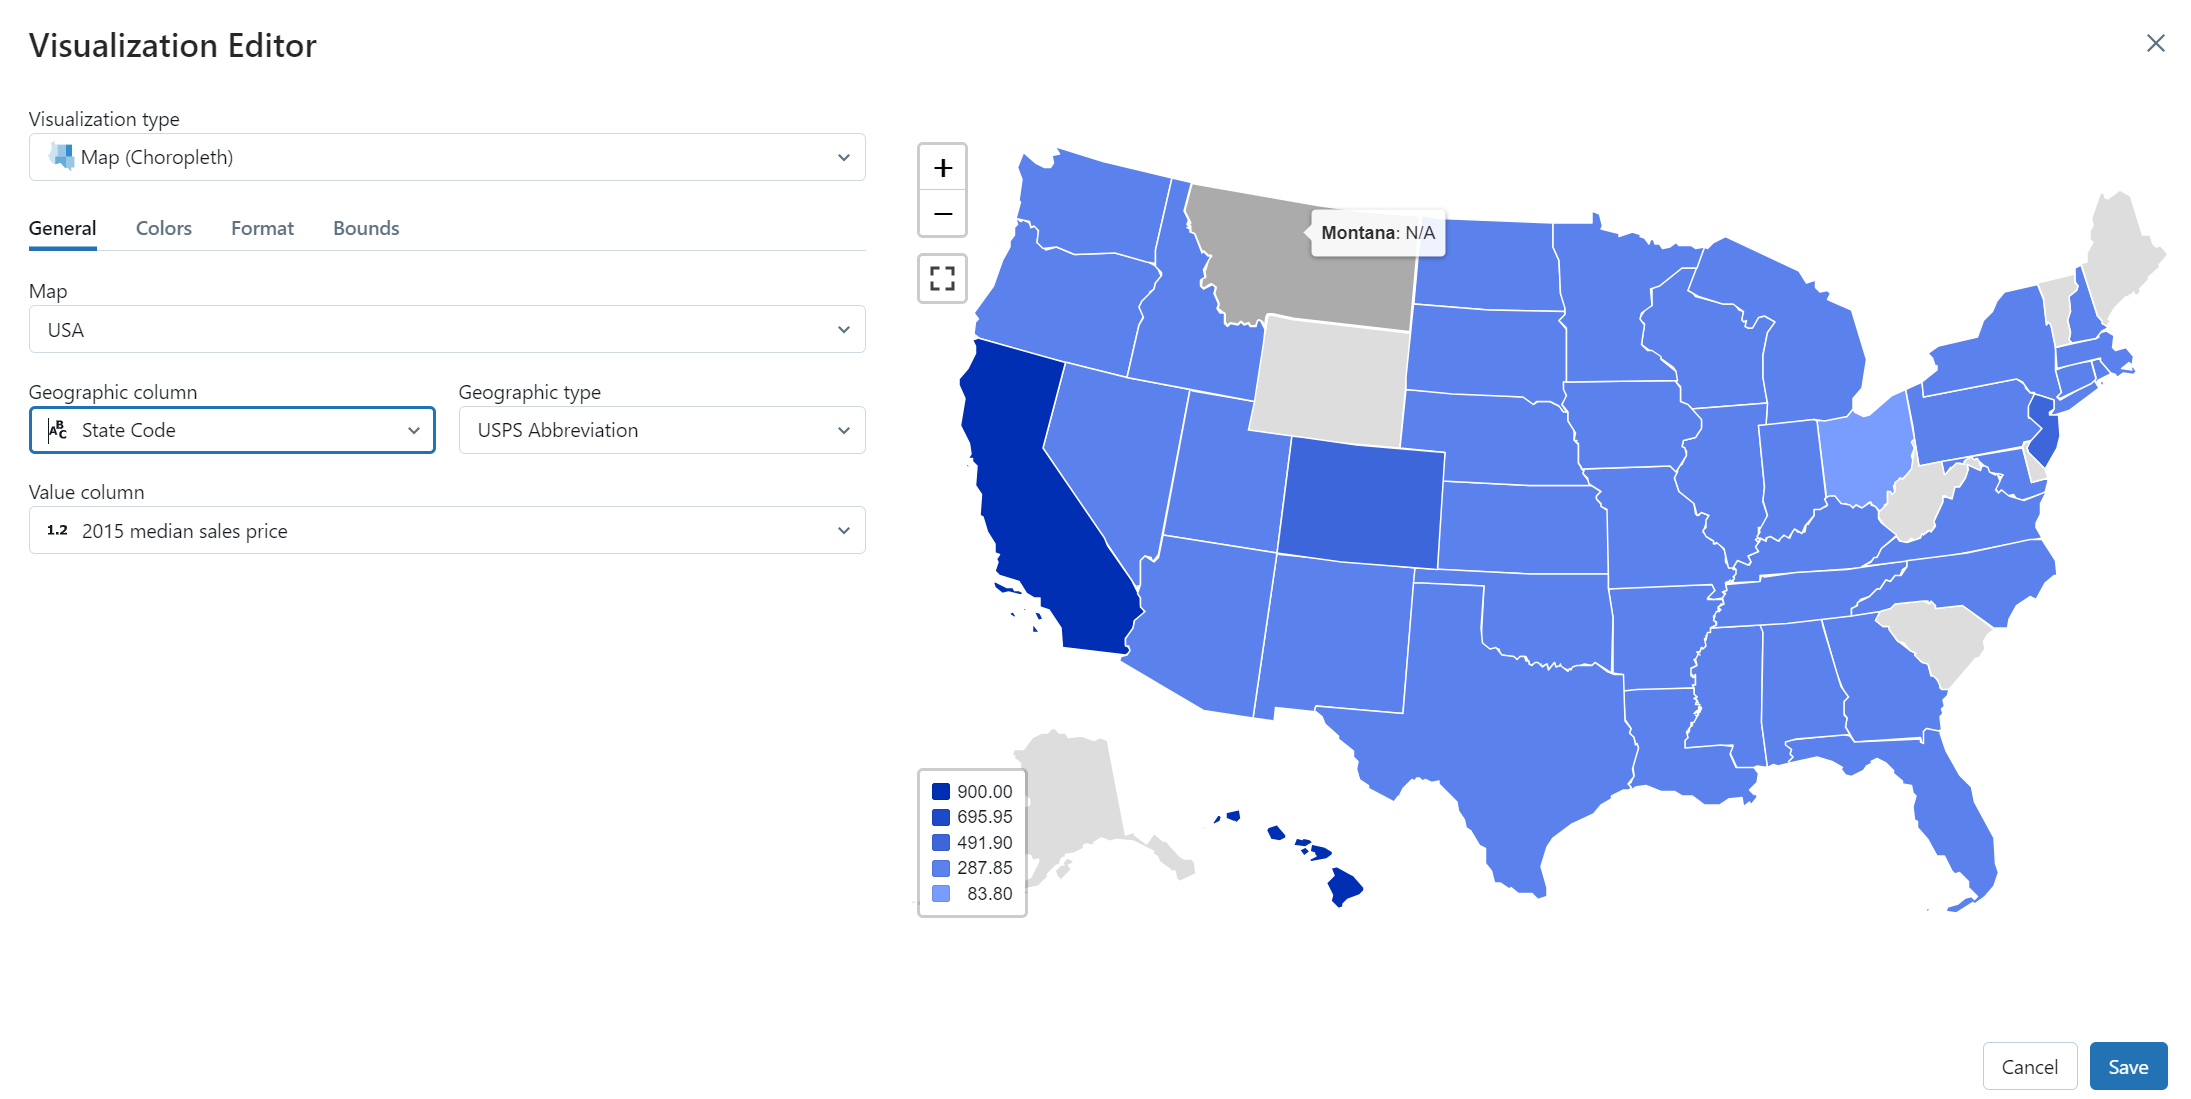 Visualization Editor
Visualization type
Map (Choropleth)
General Colors Format Bounds
Map
USA
Geographic column Geographic type
ABC State Code USPS Abbreviation
Value column
1.2 2015 median sales price
+
−
Montana: N/A
900.00
695.95
491.90
287.85
83.80
Cancel Save